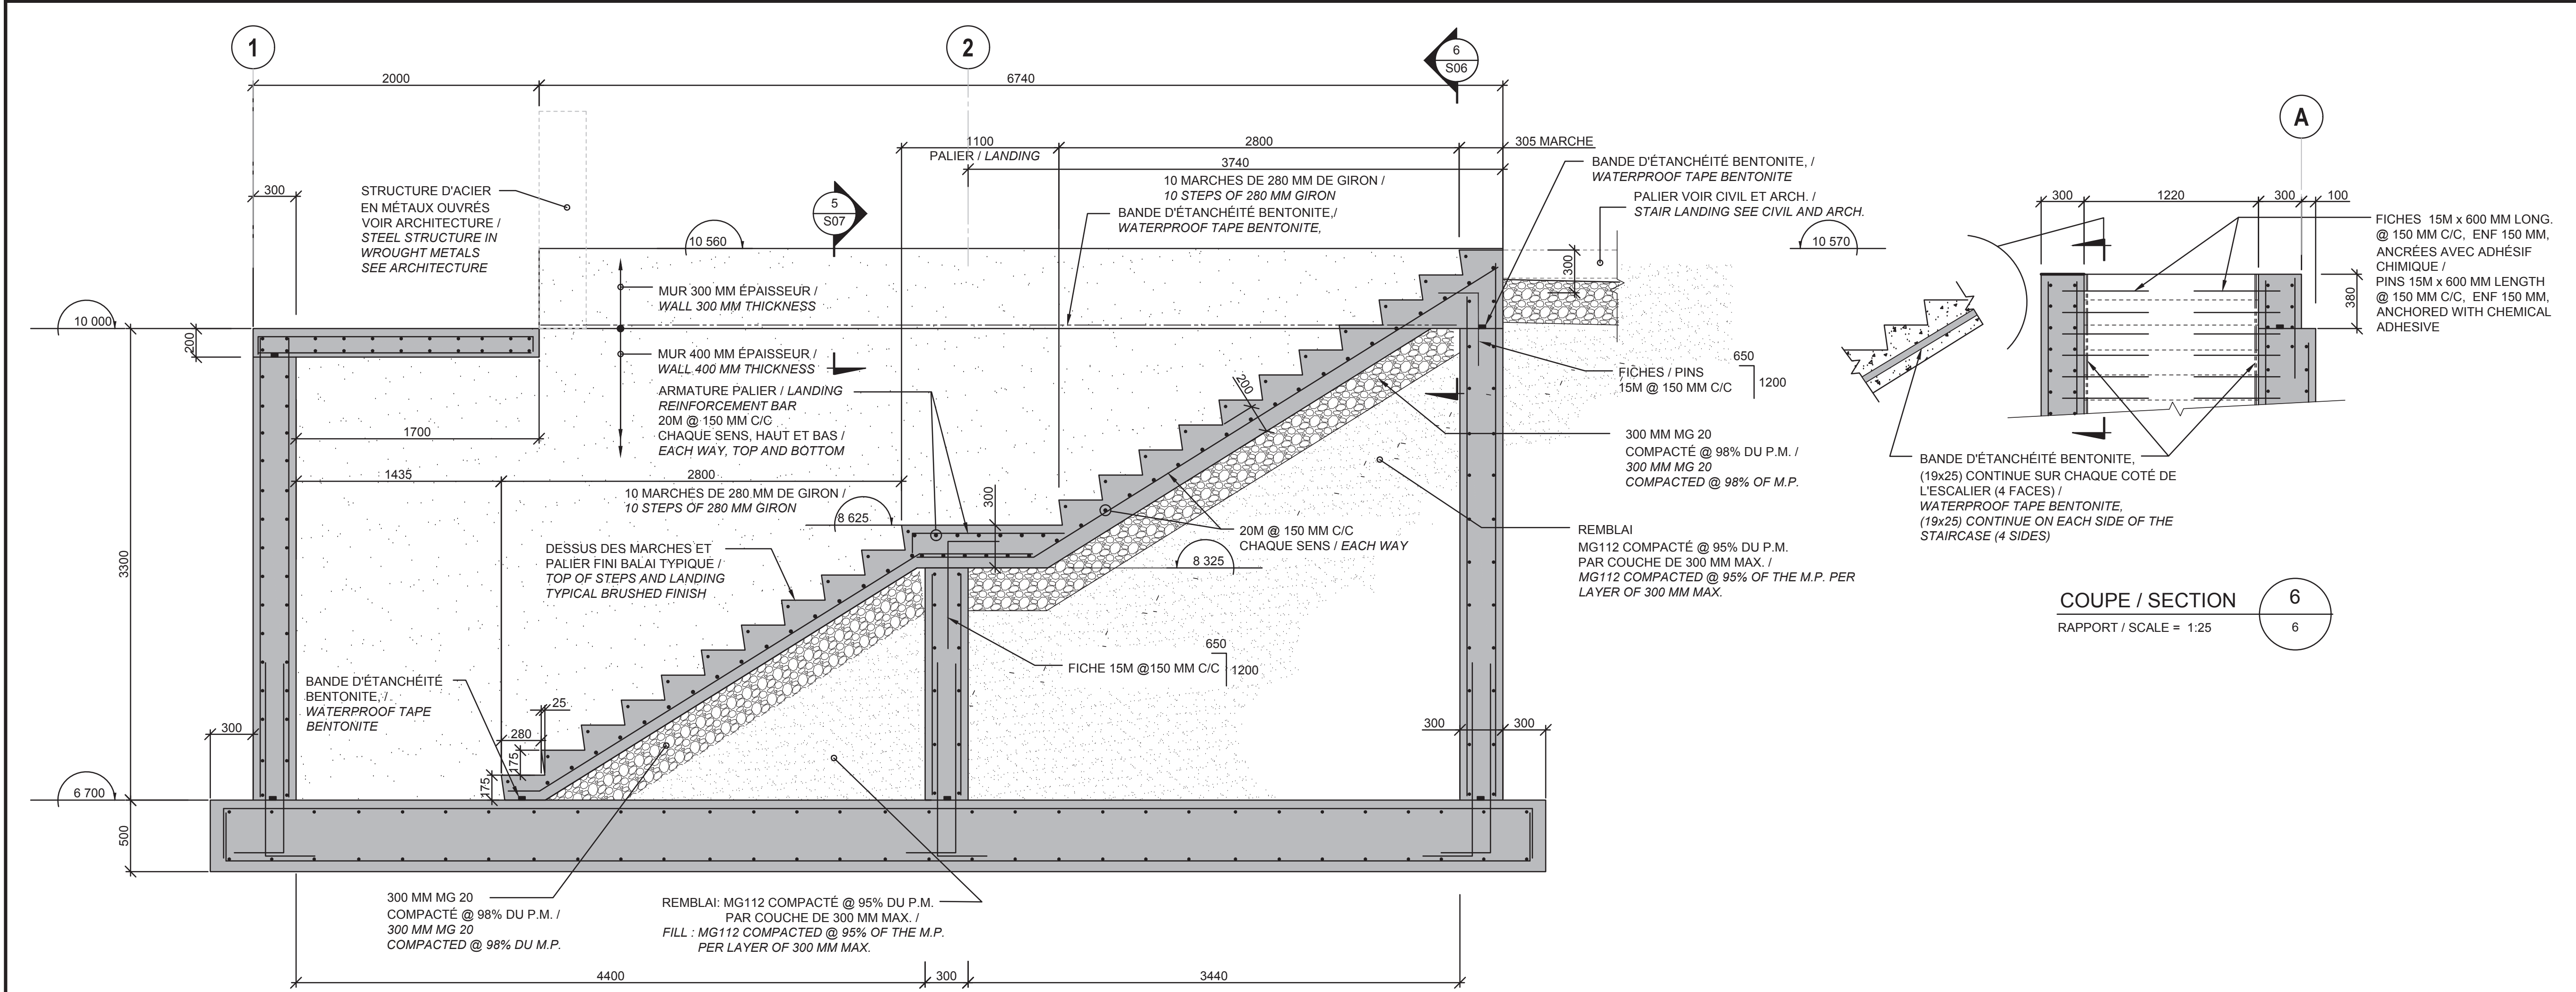 1
2
6
S06
2000
6740
1100
PALIER / LANDING
2800
305 MARCHE
3740
10 MARCHES DE 280 MM DE GIRON /
10 STEPS OF 280 MM GIRON
BANDE D'ÉTANCHÉITÉ BENTONITE,/
WATERPROOF TAPE BENTONITE,
BANDE D'ÉTANCHÉITÉ BENTONITE, /
WATERPROOF TAPE BENTONITE
PALIER VOIR CIVIL ET ARCH. /
STAIR LANDING SEE CIVIL AND ARCH.
300
STRUCTURE D'ACIER
EN MÉTAUX OUVRÉS
VOIR ARCHITECTURE /
STEEL STRUCTURE IN
WROUGHT METALS
SEE ARCHITECTURE
5
S07
10 560
10 570
300
MUR 300 MM ÉPAISSEUR /
WALL 300 MM THICKNESS
10 000
200
MUR 400 MM ÉPAISSEUR /
WALL 400 MM THICKNESS
ARMATURE PALIER / LANDING
REINFORCEMENT BAR
20M @ 150 MM C/C
CHAQUE SENS, HAUT ET BAS /
EACH WAY, TOP AND BOTTOM
FICHES / PINS
15M @ 150 MM C/C
650
1200
200
1700
300 MM MG 20
COMPACTÉ @ 98% DU P.M. /
300 MM MG 20
COMPACTED @ 98% OF M.P.
1435
2800
10 MARCHES DE 280 MM DE GIRON /
10 STEPS OF 280 MM GIRON
8 625
300
20M @ 150 MM C/C
CHAQUE SENS / EACH WAY
8 325
REMBLAI
MG112 COMPACTÉ @ 95% DU P.M.
PAR COUCHE DE 300 MM MAX. /
MG112 COMPACTED @ 95% OF THE M.P. PER
LAYER OF 300 MM MAX.
3300
DESSUS DES MARCHES ET
PALIER FINI BALAI TYPIQUE /
TOP OF STEPS AND LANDING
TYPICAL BRUSHED FINISH
FICHE 15M @150 MM C/C
650
1200
BANDE D'ÉTANCHÉITÉ
BENTONITE, /
WATERPROOF TAPE
BENTONITE
25
280
175
175
300
300
300
6 700
500
300 MM MG 20
COMPACTÉ @ 98% DU P.M. /
300 MM MG 20
COMPACTED @ 98% DU M.P.
REMBLAI: MG112 COMPACTÉ @ 95% DU P.M.
PAR COUCHE DE 300 MM MAX. /
FILL : MG112 COMPACTED @ 95% OF THE M.P.
PER LAYER OF 300 MM MAX.
4400
300
3440
A
300
1220
300
100
380
FICHES 15M x 600 MM LONG.
@ 150 MM C/C, ENF 150 MM,
ANCRÉES AVEC ADHÉSIF
CHIMIQUE /
PINS 15M x 600 MM LENGTH
@ 150 MM C/C, ENF 150 MM,
ANCHORED WITH CHEMICAL
ADHESIVE
BANDE D'ÉTANCHÉITÉ BENTONITE,
(19x25) CONTINUE SUR CHAQUE COTÉ DE
L'ESCALIER (4 FACES) /
WATERPROOF TAPE BENTONITE,
(19x25) CONTINUE ON EACH SIDE OF THE
STAIRCASE (4 SIDES)
COUPE / SECTION
RAPPORT / SCALE = 1:25
6
6